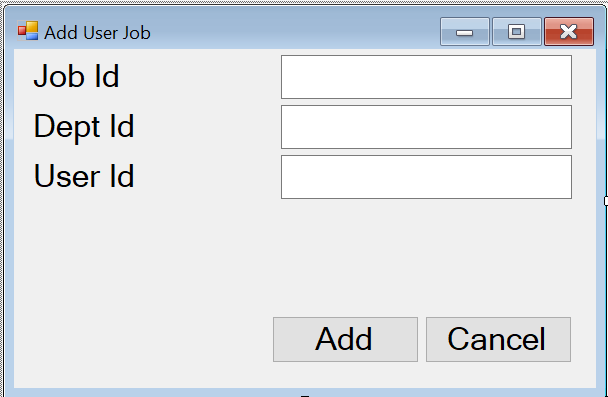 Add User Job
Job Id
Dept Id
User Id
Add Cancel